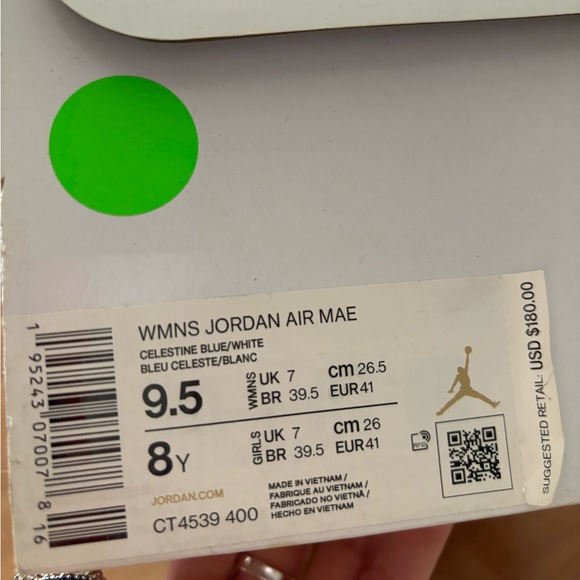 WMNS JORDAN AIR MAE
CELESTINE BLUE/WHITE
BLEU CELESTE/BLANC
9.5 WMNS UK 7 cm 26.5
BR 39.5 EUR41
8Y GIRLS UK 7 cm 26
BR 39.5 EUR41
JORDAN.COM
CT4539 400
MADE IN VIETNAM /
FABRIQUE AU VIETNAM /
FABRICADO NO VIETNÃ /
HECHO EN VIETNAM
RFID
SUGGESTED RETAIL: USD $180.00
1 95243 07007 8 16